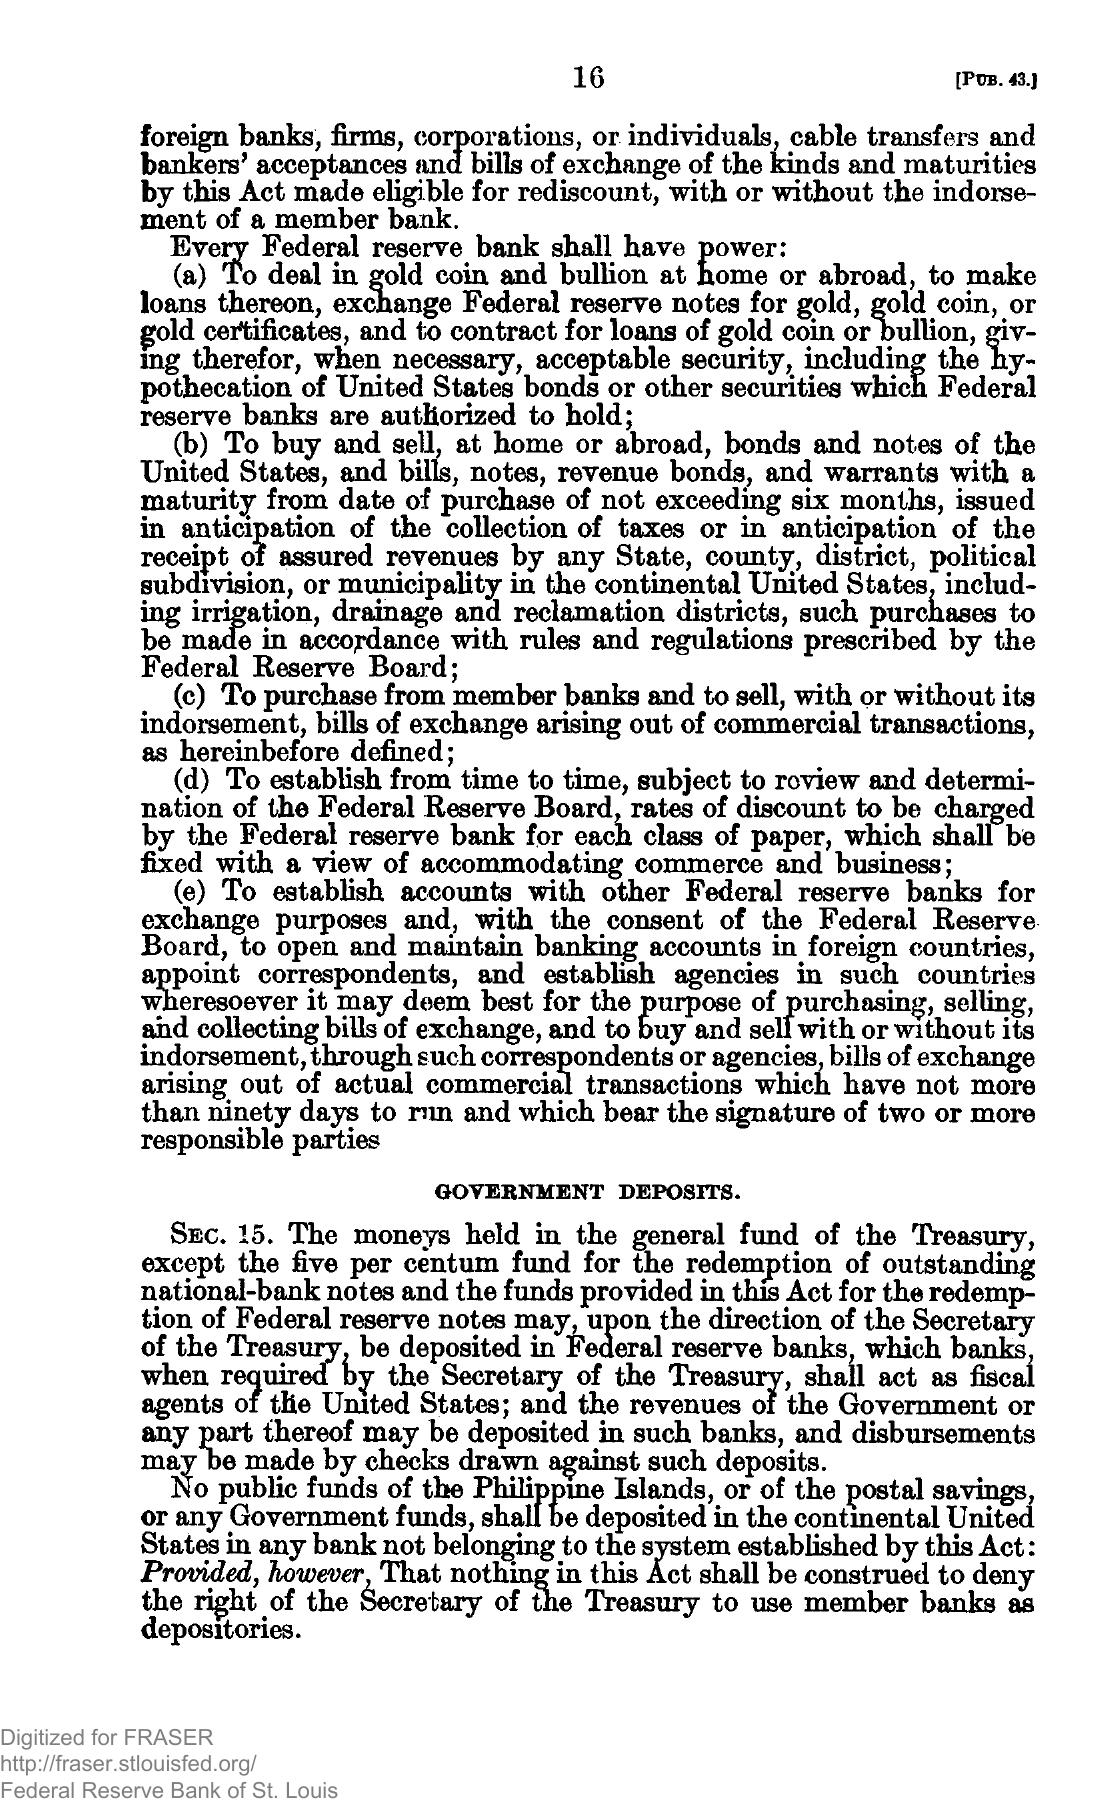 16 [PUB. 43.]
foreign banks, firms, corporations, or individuals, cable transfers and
bankers' acceptances and bills of exchange of the kinds and maturities
by this Act made eligible for rediscount, with or without the indorse-
ment of a member bank.
Every Federal reserve bank shall have power:
(a) To deal in gold coin and bullion at home or abroad, to make
loans thereon, exchange Federal reserve notes for gold, gold coin, or
gold certificates, and to contract for loans of gold coin or bullion, giv-
ing therefor, when necessary, acceptable security, including the hy-
pothecation of United States bonds or other securities which Federal
reserve banks are authorized to hold;
(b) To buy and sell, at home or abroad, bonds and notes of the
United States, and bills, notes, revenue bonds, and warrants with a
maturity from date of purchase of not exceeding six months, issued
in anticipation of the collection of taxes or in anticipation of the
receipt of assured revenues by any State, county, district, political
subdivision, or municipality in the continental United States, includ-
ing irrigation, drainage and reclamation districts, such purchases to
be made in accordance with rules and regulations prescribed by the
Federal Reserve Board;
(c) To purchase from member banks and to sell, with or without its
indorsement, bills of exchange arising out of commercial transactions,
as hereinbefore defined;
(d) To establish from time to time, subject to review and determi-
nation of the Federal Reserve Board, rates of discount to be charged
by the Federal reserve bank for each class of paper, which shall be
fixed with a view of accommodating commerce and business;
(e) To establish accounts with other Federal reserve banks for
exchange purposes and, with the consent of the Federal Reserve
Board, to open and maintain banking accounts in foreign countries,
appoint correspondents, and establish agencies in such countries
wheresoever it may deem best for the purpose of purchasing, selling,
and collecting bills of exchange, and to buy and sell with or without its
indorsement, through such correspondents or agencies, bills of exchange
arising out of actual commercial transactions which have not more
than ninety days to run and which bear the signature of two or more
responsible parties
GOVERNMENT DEPOSITS.
SEC. 15. The moneys held in the general fund of the Treasury,
except the five per centum fund for the redemption of outstanding
national-bank notes and the funds provided in this Act for the redemp-
tion of Federal reserve notes may, upon the direction of the Secretary
of the Treasury, be deposited in Federal reserve banks, which banks,
when required by the Secretary of the Treasury, shall act as fiscal
agents of the United States; and the revenues of the Government or
any part thereof may be deposited in such banks, and disbursements
may be made by checks drawn against such deposits.
No public funds of the Philippine Islands, or of the postal savings,
or any Government funds, shall be deposited in the continental United
States in any bank not belonging to the system established by this Act:
Provided, however, That nothing in this Act shall be construed to deny
the right of the Secretary of the Treasury to use member banks as
depositories.
Digitized for FRASER
http://fraser.stlouisfed.org/
Federal Reserve Bank of St. Louis